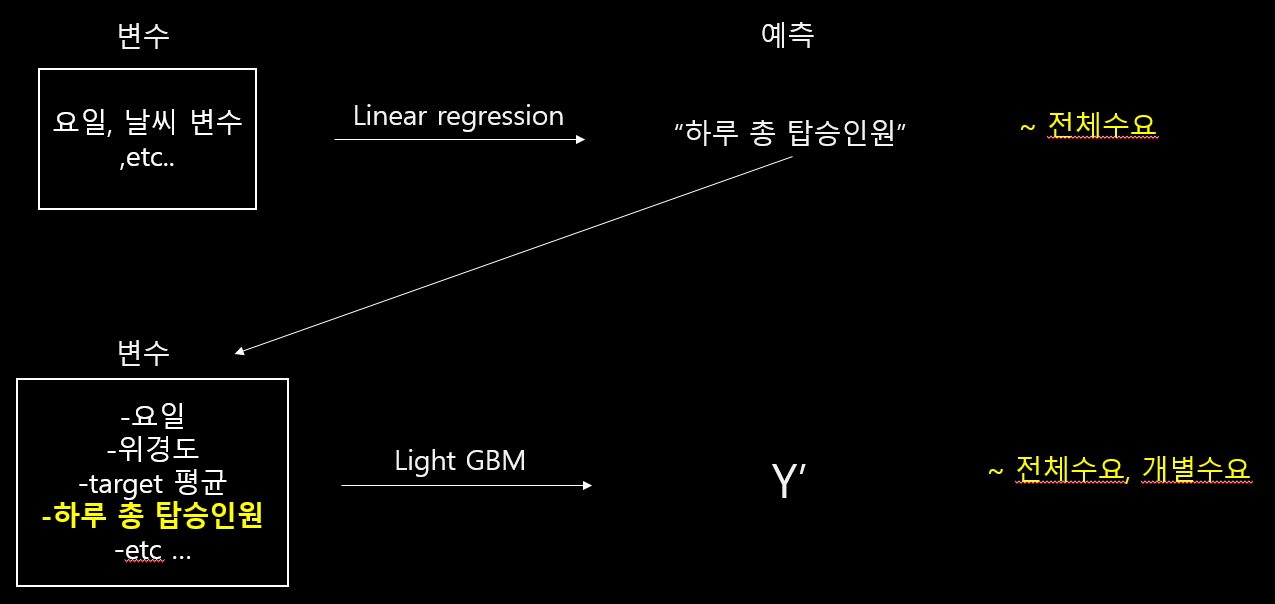 변수
예측
요일, 날씨 변수
,etc..
Linear regression
“하루 총 탑승인원”
~ 전체수요
변수
-요일
-위경도
-target 평균
-하루 총 탑승인원
-etc ...
Light GBM
Y’
~ 전체수요, 개별수요